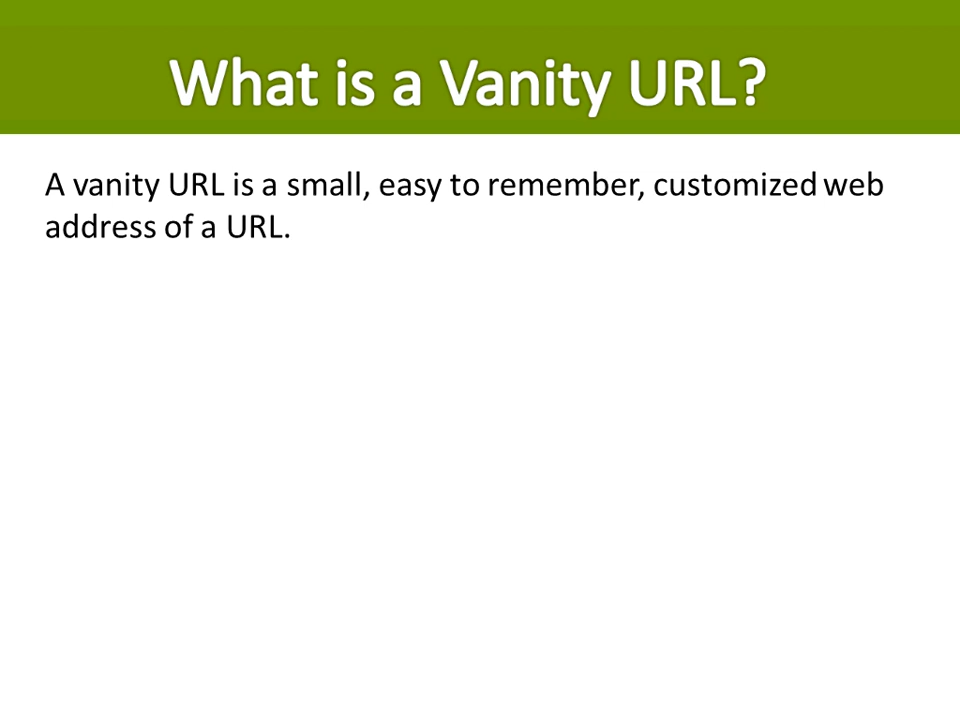 What is a Vanity URL?
A vanity URL is a small, easy to remember, customized web
address of a URL.